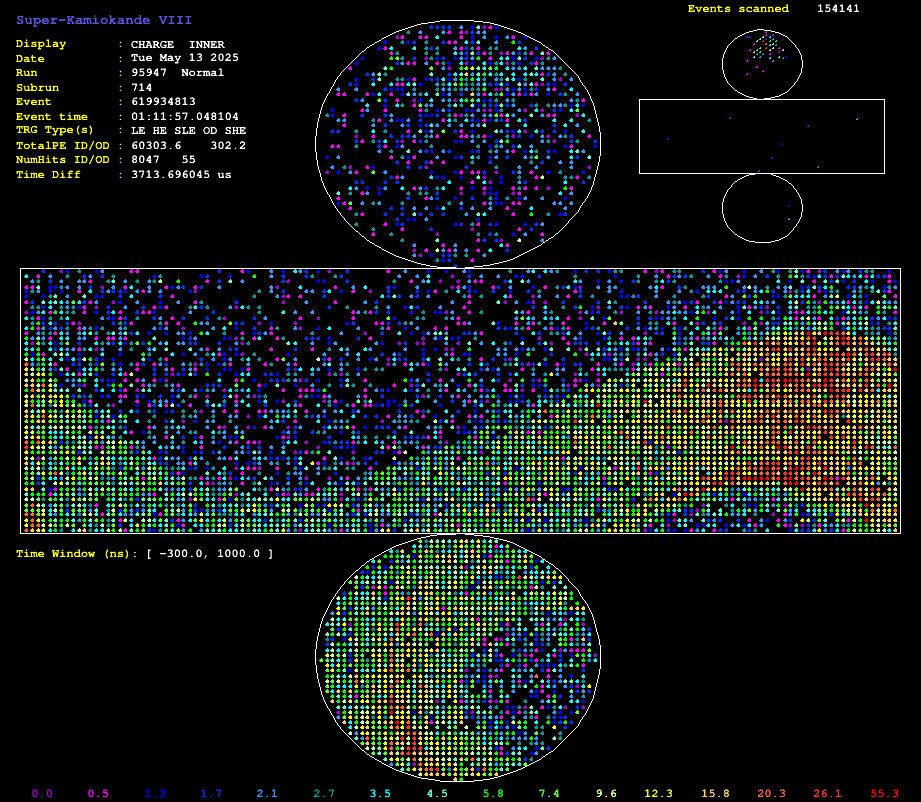 Super-Kamiokande VIII
Events scanned 154141
Display : CHARGE INNER
Date : Tue May 13 2025
Run : 95947 Normal
Subrun : 714
Event : 619934813
Event time : 01:11:57.048104
TRG Type(s) : LE HE SLE OD SHE
TotalPE ID/OD : 60303.6 302.2
NumHits ID/OD : 8047 55
Time Diff : 3713.696045 us
Time Window (ns): [ -300.0, 1000.0 ]
0.0 0.5 1.3 1.7 2.1 2.7 3.5 4.5 5.8 7.4 9.6 12.3 15.8 20.3 26.1 55.3